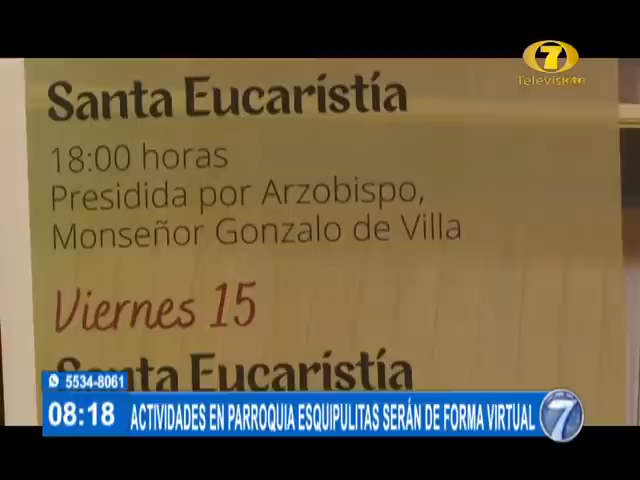 7
Televisiete
Santa Eucaristía
18:00 horas
Presidida por Arzobispo,
Monseñor Gonzalo de Villa
Viernes 15
Santa Eucaristía
5534-8061
08:18 ACTIVIDADES EN PARROQUIA ESQUIPULITAS SERÁN DE FORMA VIRTUAL 7